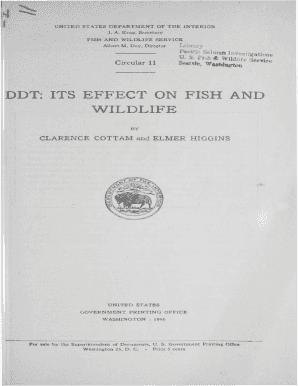 UNITED STATES DEPARTMENT OF THE INTERIOR
J. A. Krug, Secretary
FISH AND WILDLIFE SERVICE
Albert M. Day, Director
Library
Pacific Salmon Investigations
U. S. Fish & Wildlife Service
Seattle, Washington
Circular 11
DDT: ITS EFFECT ON FISH AND
WILDLIFE
BY
CLARENCE COTTAM and ELMER HIGGINS
UNITED STATES
GOVERNMENT PRINTING OFFICE
WASHINGTON : 1946
For sale by the Superintendent of Documents, U. S. Government Printing Office
Washington 25, D. C. - Price 5 cents